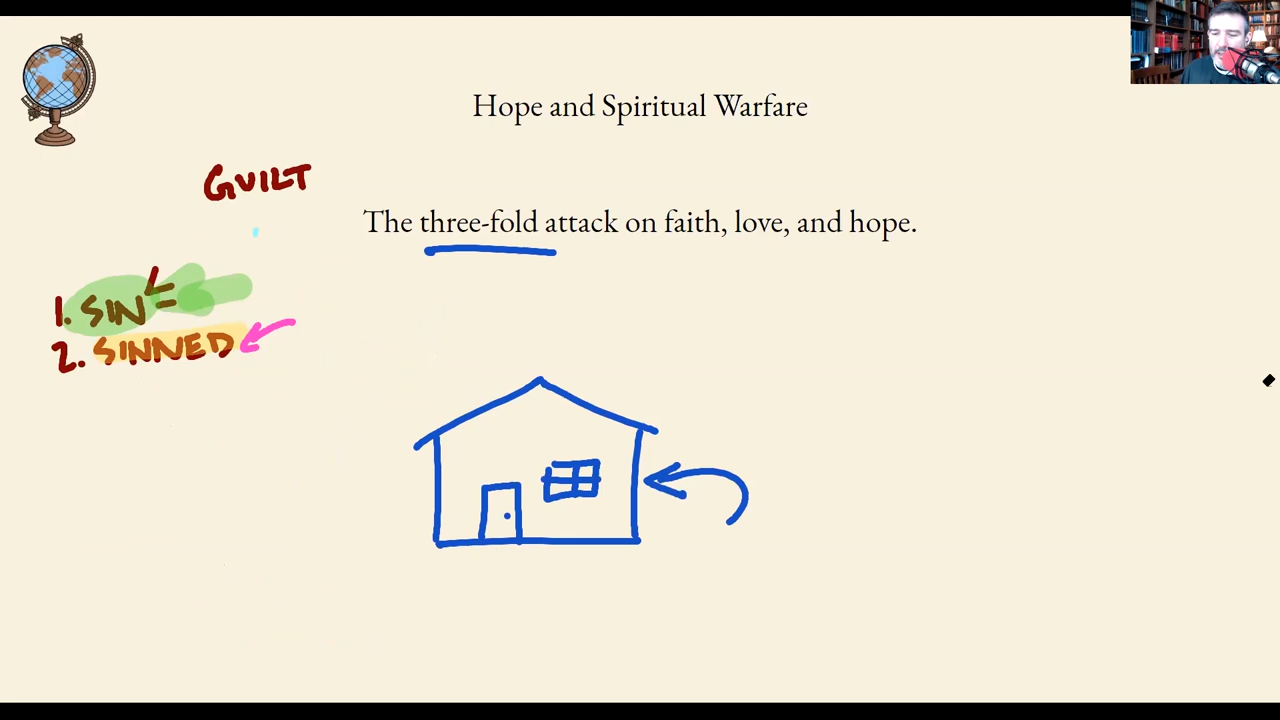 Hope and Spiritual Warfare
GUILT
The three-fold attack on faith, love, and hope.
1. SIN
2. SINNED